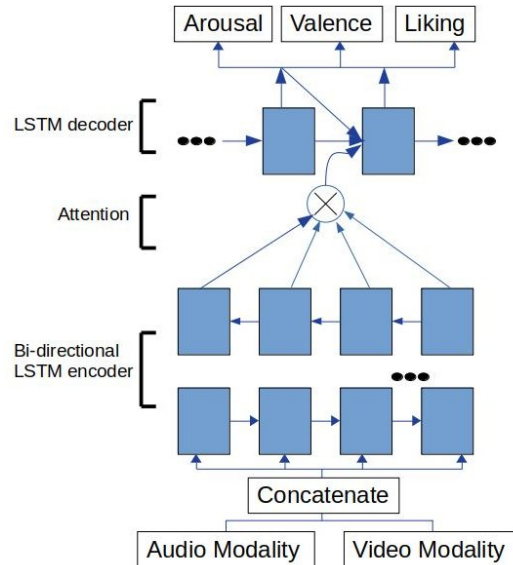 Arousal
Valence
Liking
LSTM decoder
Attention
Bi-directional
LSTM encoder
Concatenate
Audio Modality
Video Modality